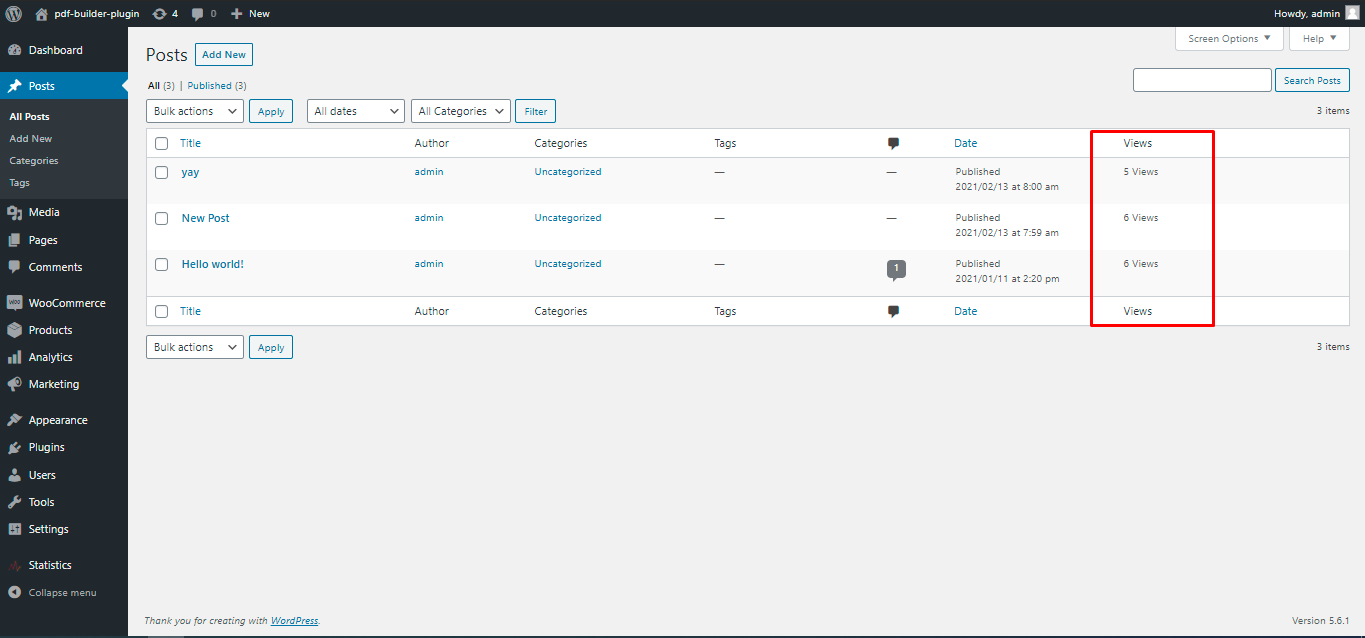 pdf-builder-plugin 4 0 New Howdy, admin
Dashboard
Posts
All Posts
Add New
Categories
Tags
Media
Pages
Comments
WooCommerce
Products
Analytics
Marketing
Appearance
Plugins
Users
Tools
Settings
Statistics
Collapse menu
Screen Options Help
Posts Add New
All (3) | Published (3)
Search Posts
Bulk actions Apply All dates All Categories Filter 3 items
Title Author Categories Tags Date Views
yay admin Uncategorized — — Published 5 Views
2021/02/13 at 8:00 am
New Post admin Uncategorized — — Published 6 Views
2021/02/13 at 7:59 am
Hello world! admin Uncategorized — 1 Published 6 Views
2021/01/11 at 2:20 pm
Title Author Categories Tags Date Views
Bulk actions Apply 3 items
Thank you for creating with WordPress. Version 5.6.1